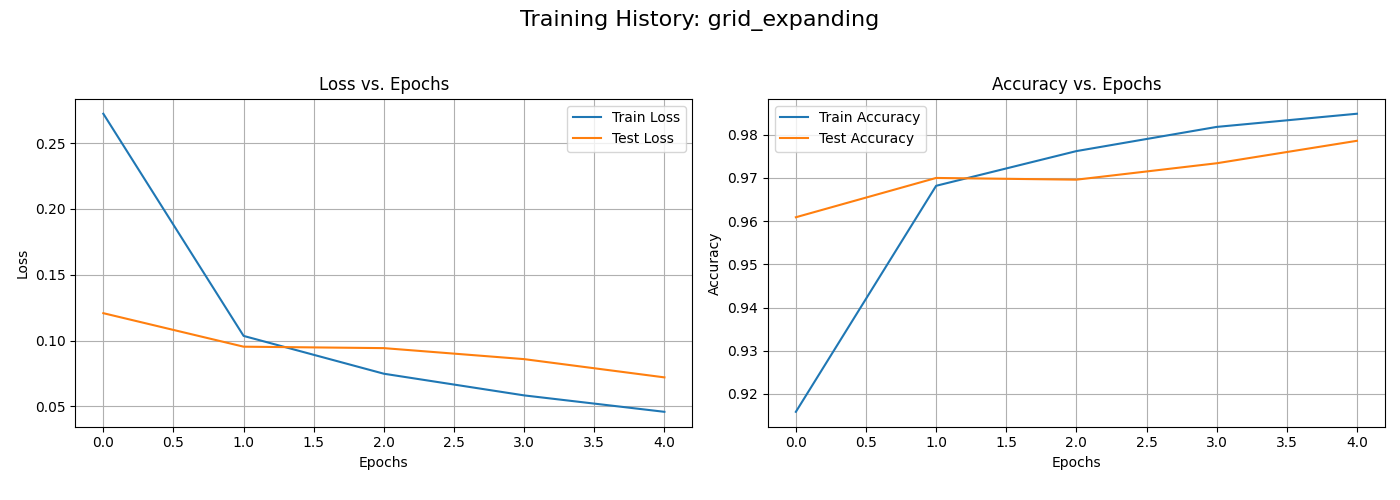 Training History: grid_expanding
Loss vs. Epochs
Train Loss
Test Loss
0.25
0.20
0.15
0.10
0.05
Loss
0.0 0.5 1.0 1.5 2.0 2.5 3.0 3.5 4.0
Epochs
Accuracy vs. Epochs
Train Accuracy
Test Accuracy
0.98
0.97
0.96
0.95
0.94
0.93
0.92
Accuracy
0.0 0.5 1.0 1.5 2.0 2.5 3.0 3.5 4.0
Epochs